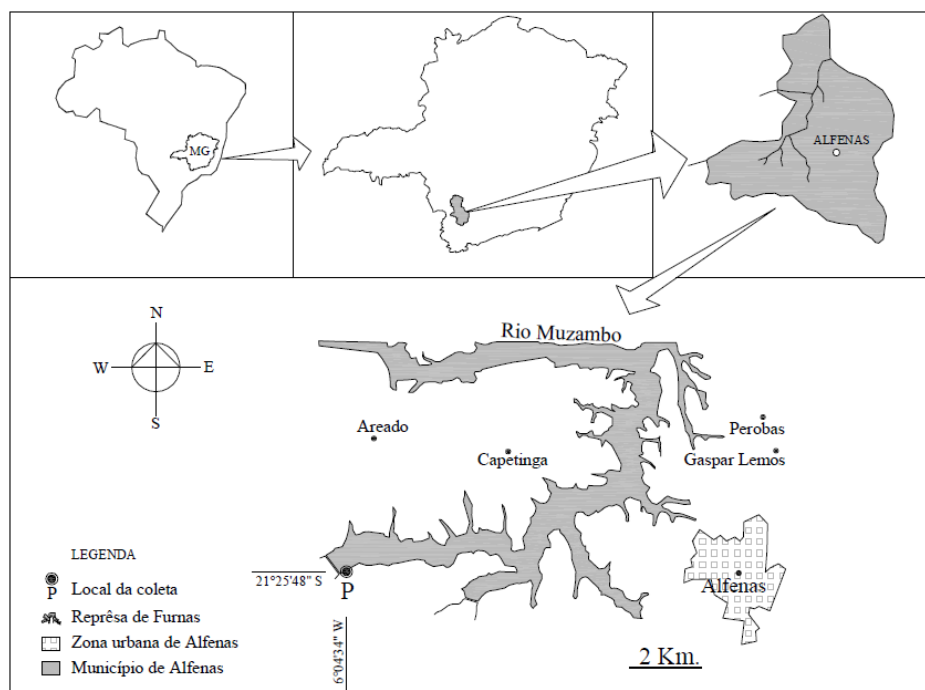 MG
ALFENAS
N
W E
S
Rio Muzambo
Areado
Capetinga
Perobas
Gaspar Lemos
Alfenas
21°25'48" S
P
6°04'34" W
2 Km.
LEGENDA
P Local da coleta
Reprêsa de Furnas
Zona urbana de Alfenas
Município de Alfenas